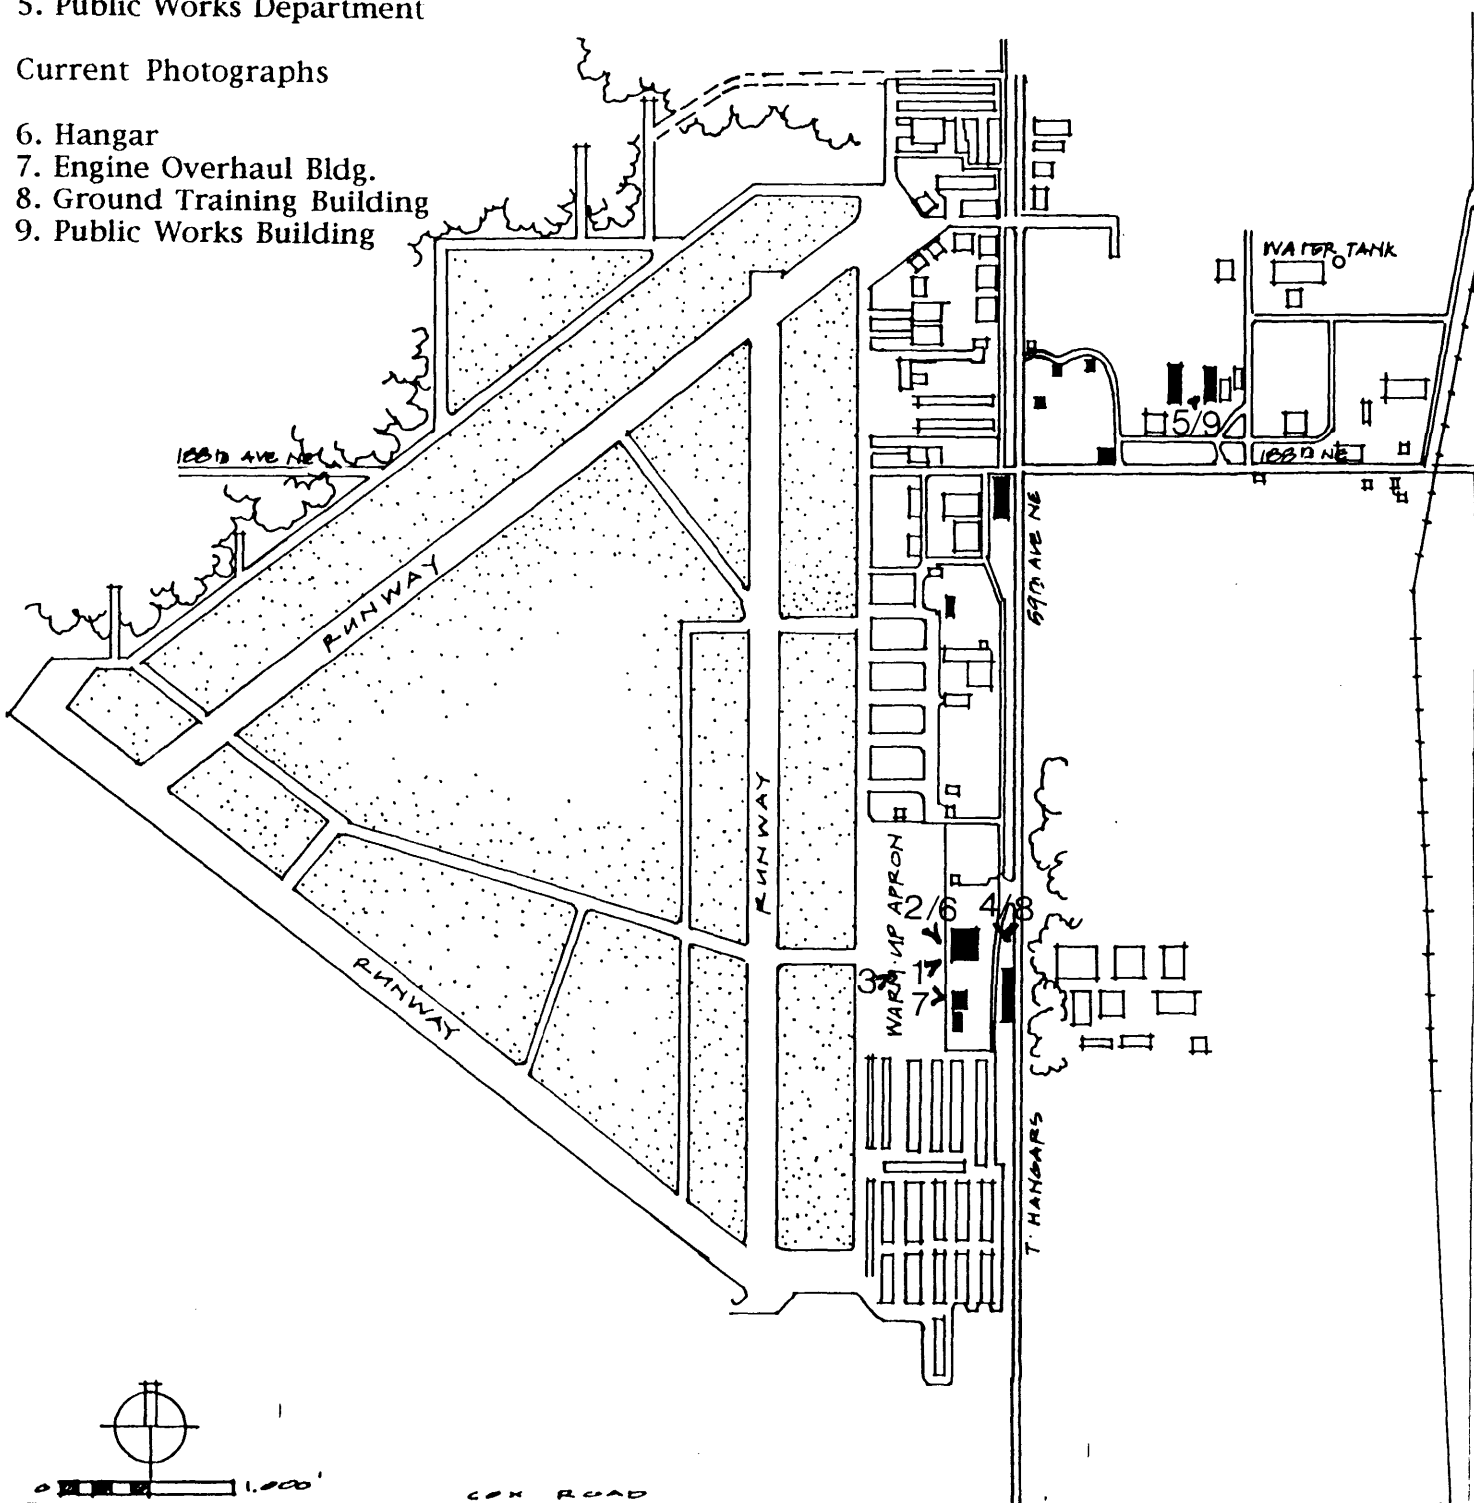 5. Public Works Department
Current Photographs
6. Hangar
7. Engine Overhaul Bldg.
8. Ground Training Building
9. Public Works Building
WATER TANK
5/9
188TH AVE NE
188TH NE
59TH AVE NE
RUNWAY
RUNWAY
WARM-UP APRON
2/6
4/8
3
1
7
RUNWAY
T. HANGARS
0
1,000'
COX ROAD